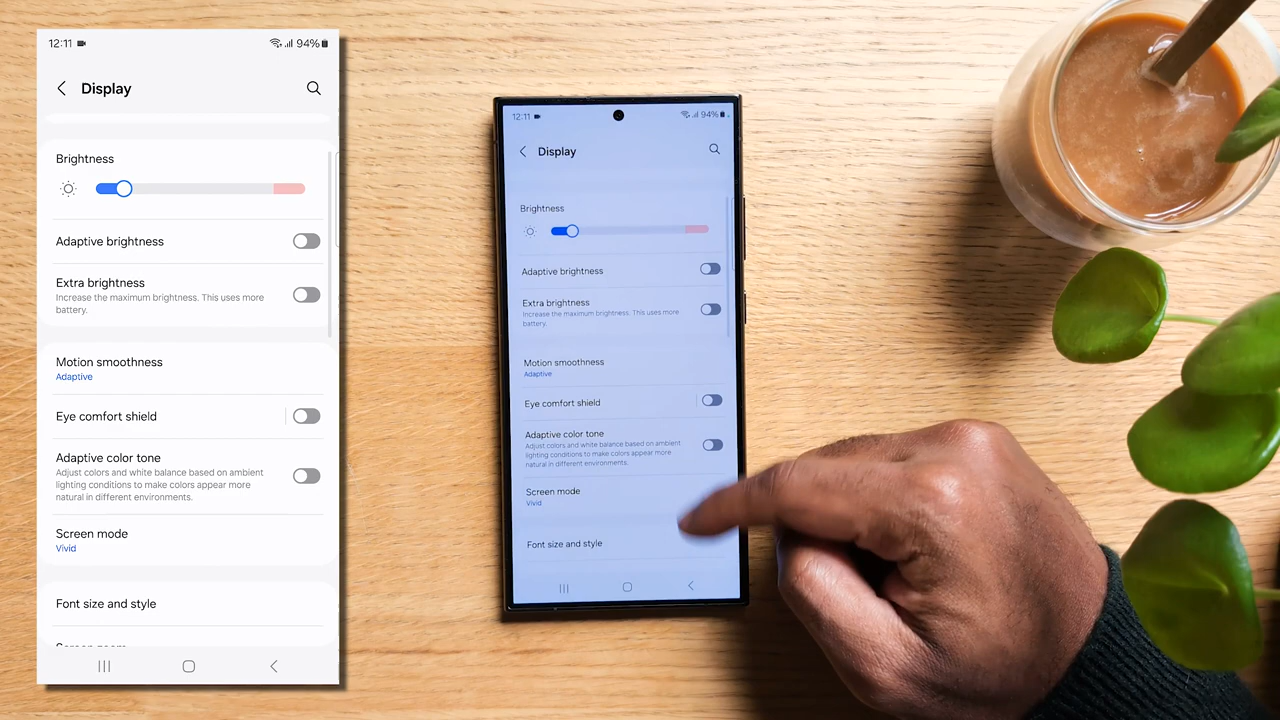 12:11 94%
Display
Brightness
Adaptive brightness
Extra brightness
Increase the maximum brightness. This uses more
battery.
Motion smoothness
Adaptive
Eye comfort shield
Adaptive color tone
Adjust colors and white balance based on ambient
lighting conditions to make colors appear more
natural in different environments.
Screen mode
Vivid
Font size and style
12:11 94%
Display
Brightness
Adaptive brightness
Extra brightness
Increase the maximum brightness. This uses more
battery.
Motion smoothness
Adaptive
Eye comfort shield
Adaptive color tone
Adjust colors and white balance based on ambient
lighting conditions to make colors appear more
natural in different environments.
Screen mode
Vivid
Font size and style